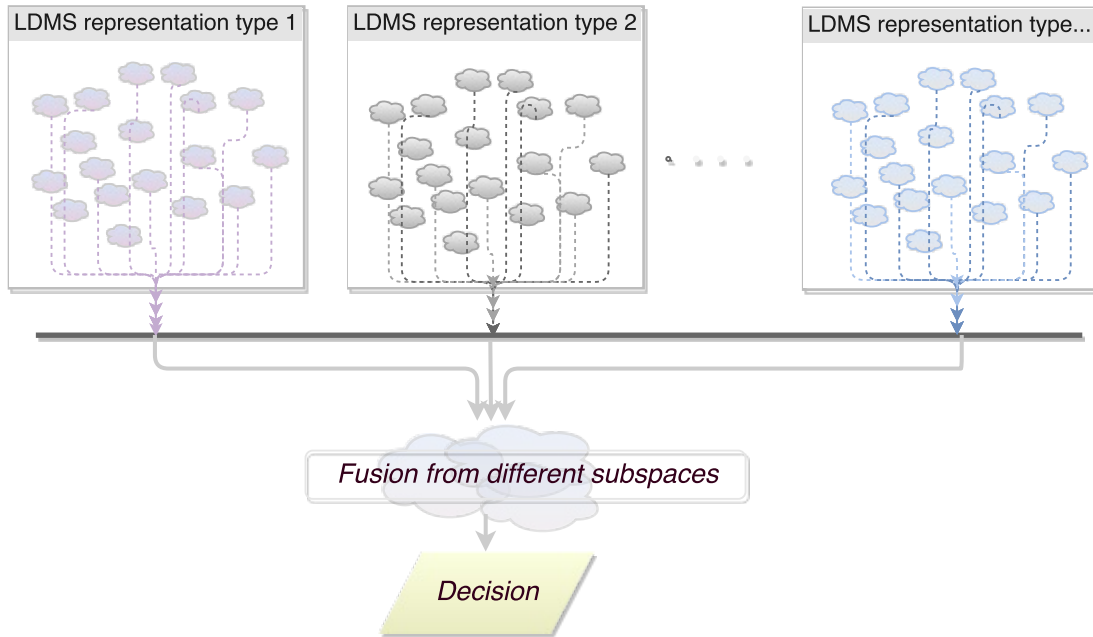 LDMS representation type 1
LDMS representation type 2
LDMS representation type...
Fusion from different subspaces
Decision